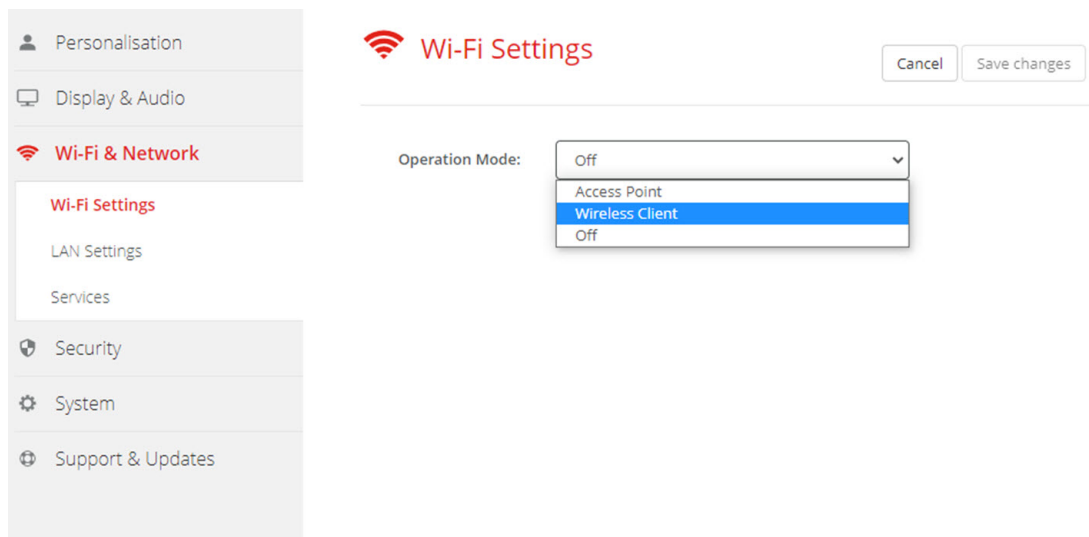 Personalisation
Display & Audio
Wi-Fi & Network
Wi-Fi Settings
LAN Settings
Services
Security
System
Support & Updates
Wi-Fi Settings
Cancel
Save changes
Operation Mode:
Off
Access Point
Wireless Client
Off